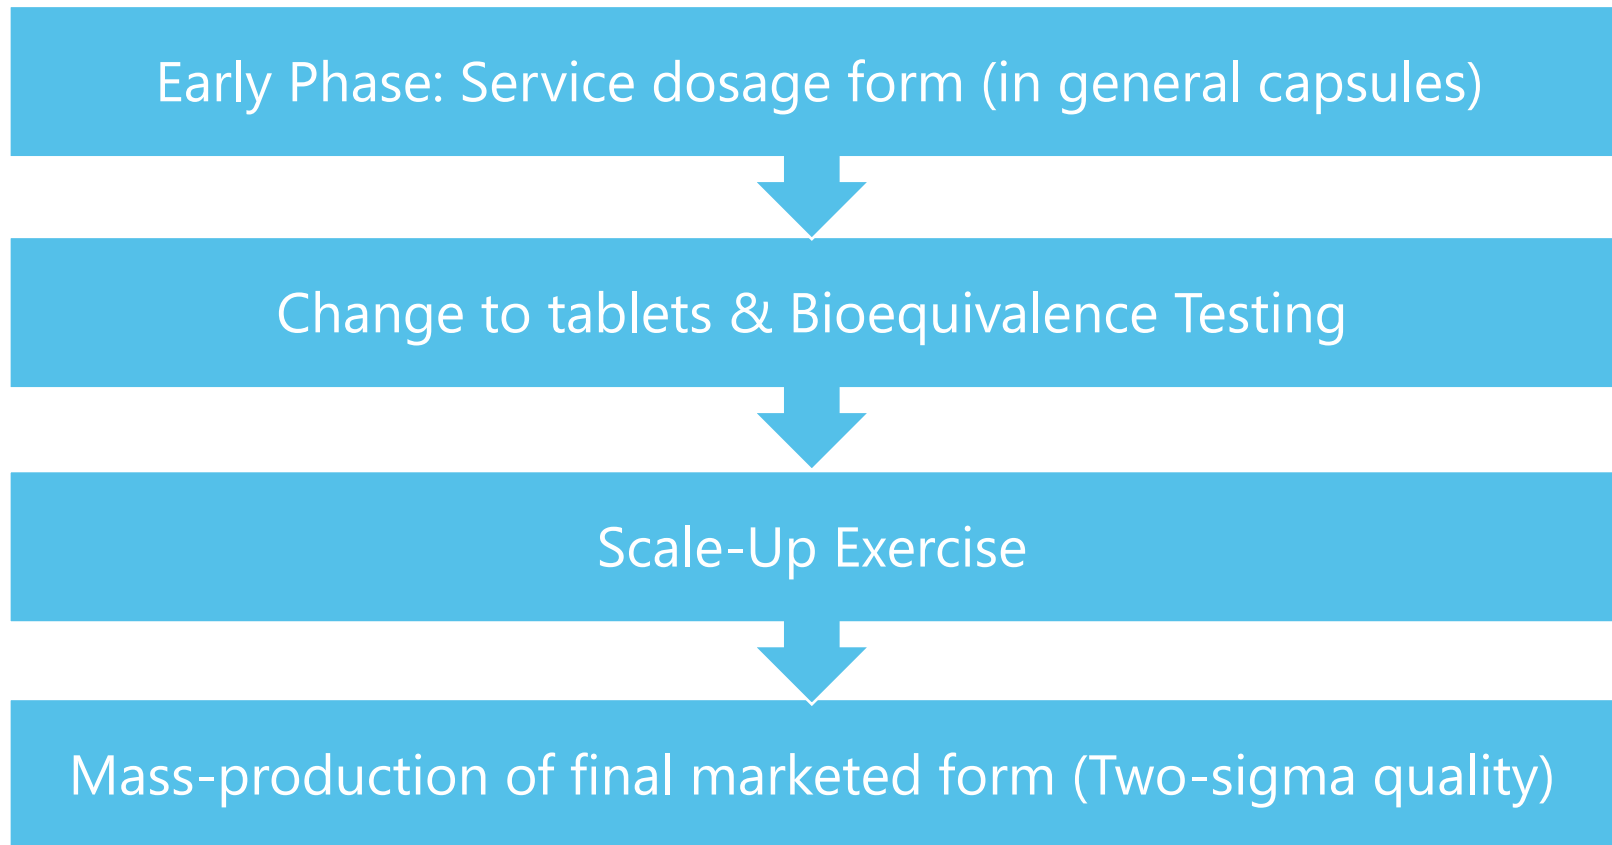 Early Phase: Service dosage form (in general capsules)
Change to tablets & Bioequivalence Testing
Scale-Up Exercise
Mass-production of final marketed form (Two-sigma quality)